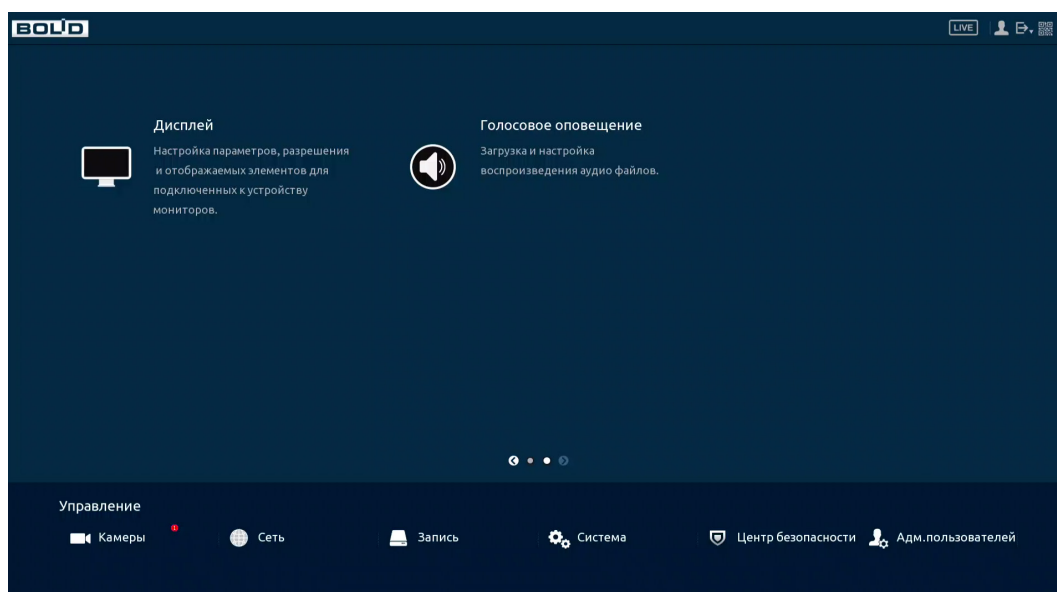 BOLID
LIVE
Дисплей
Настройка параметров, разрешения
и отображаемых элементов для
подключенных к устройству
мониторов.
Голосовое оповещение
Загрузка и настройка
воспроизведения аудио файлов.
Управление
Камеры
1
Сеть
Запись
Система
Центр безопасности
Адм.пользователей